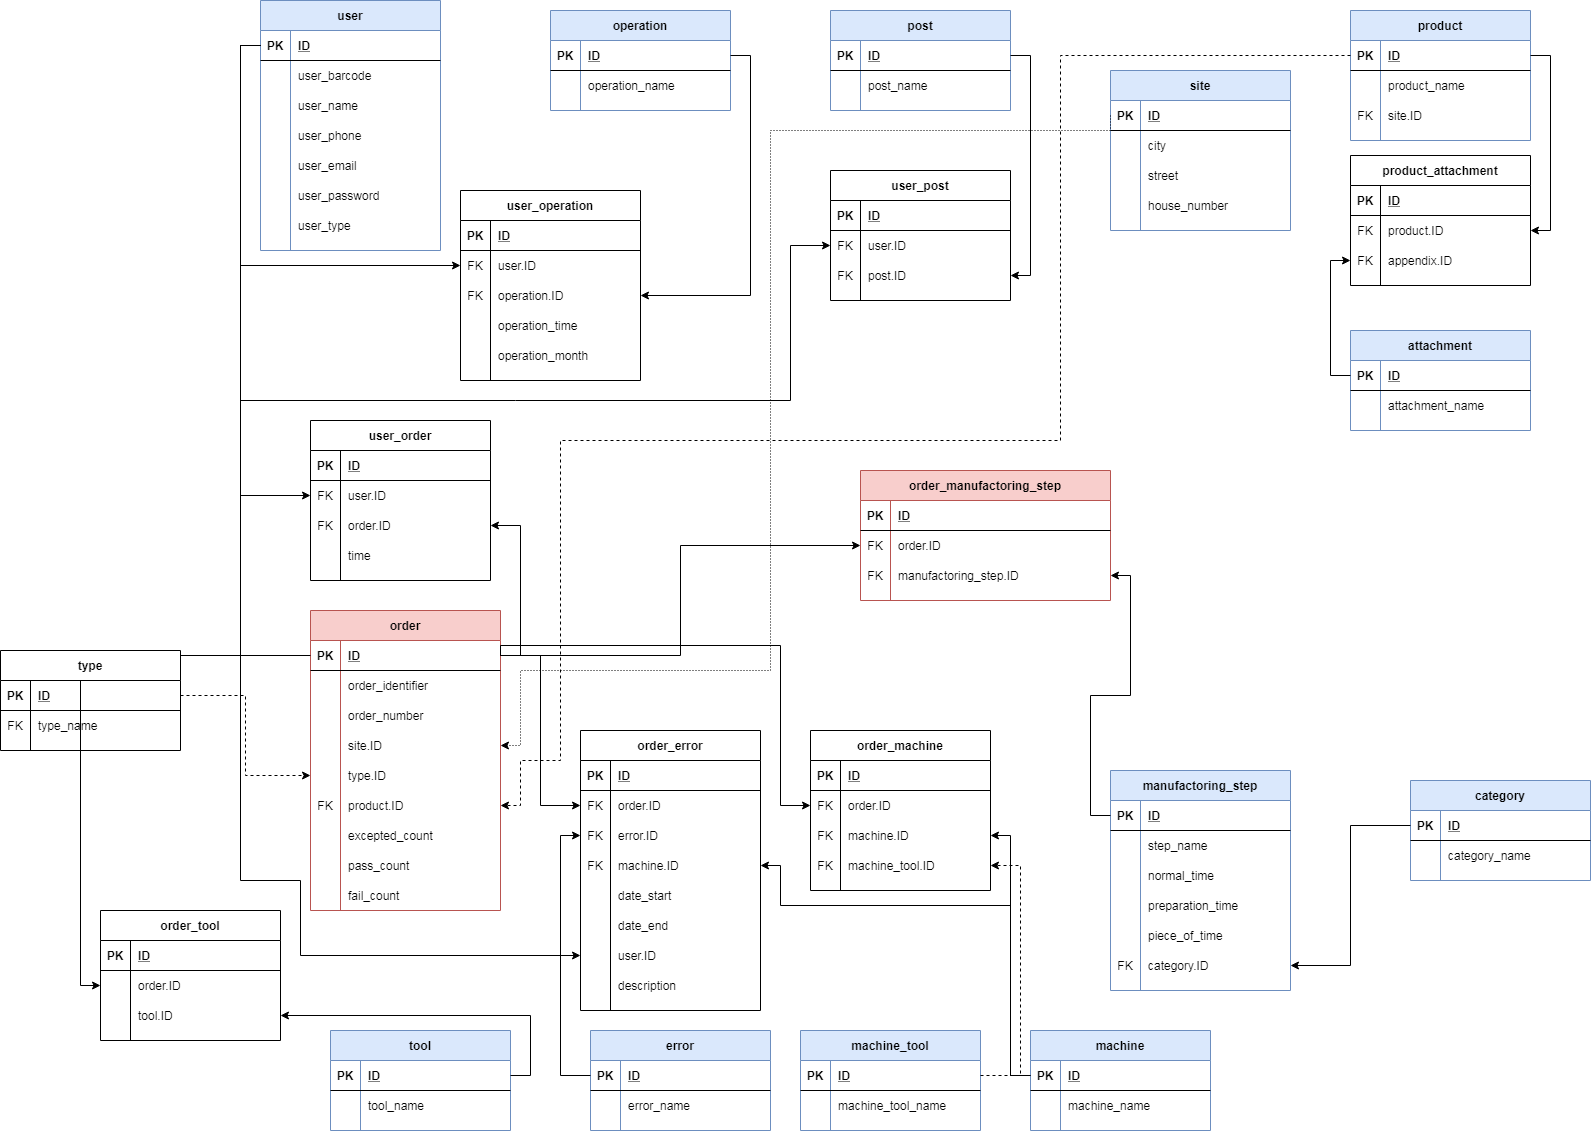 user
PK ID
user_barcode
user_name
user_phone
user_email
user_password
user_type
operation
PK ID
operation_name
post
PK ID
post_name
product
PK ID
product_name
FK site.ID
site
PK ID
city
street
house_number
product_attachment
PK ID
FK product.ID
FK appendix.ID
user_operation
PK ID
FK user.ID
FK operation.ID
operation_time
operation_month
user_post
PK ID
FK user.ID
FK post.ID
attachment
PK ID
attachment_name
user_order
PK ID
FK user.ID
FK order.ID
time
order_manufactoring_step
PK ID
FK order.ID
FK manufactoring_step.ID
type
PK ID
FK type_name
order
PK ID
order_identifier
order_number
site.ID
type.ID
FK product.ID
excepted_count
pass_count
fail_count
order_error
PK ID
FK order.ID
FK error.ID
FK machine.ID
date_start
date_end
user.ID
description
order_machine
PK ID
FK order.ID
FK machine.ID
FK machine_tool.ID
manufactoring_step
PK ID
step_name
normal_time
preparation_time
piece_of_time
FK category.ID
category
PK ID
category_name
order_tool
PK ID
order.ID
tool.ID
tool
PK ID
tool_name
error
PK ID
error_name
machine_tool
PK ID
machine_tool_name
machine
PK ID
machine_name